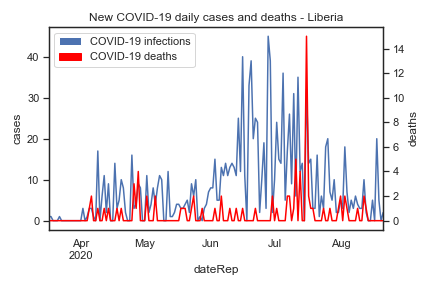 New COVID-19 daily cases and deaths - Liberia
COVID-19 infections
COVID-19 deaths
cases
40
30
20
10
0
deaths
14
12
10
8
6
4
2
0
Apr
2020
May
Jun
Jul
Aug
dateRep